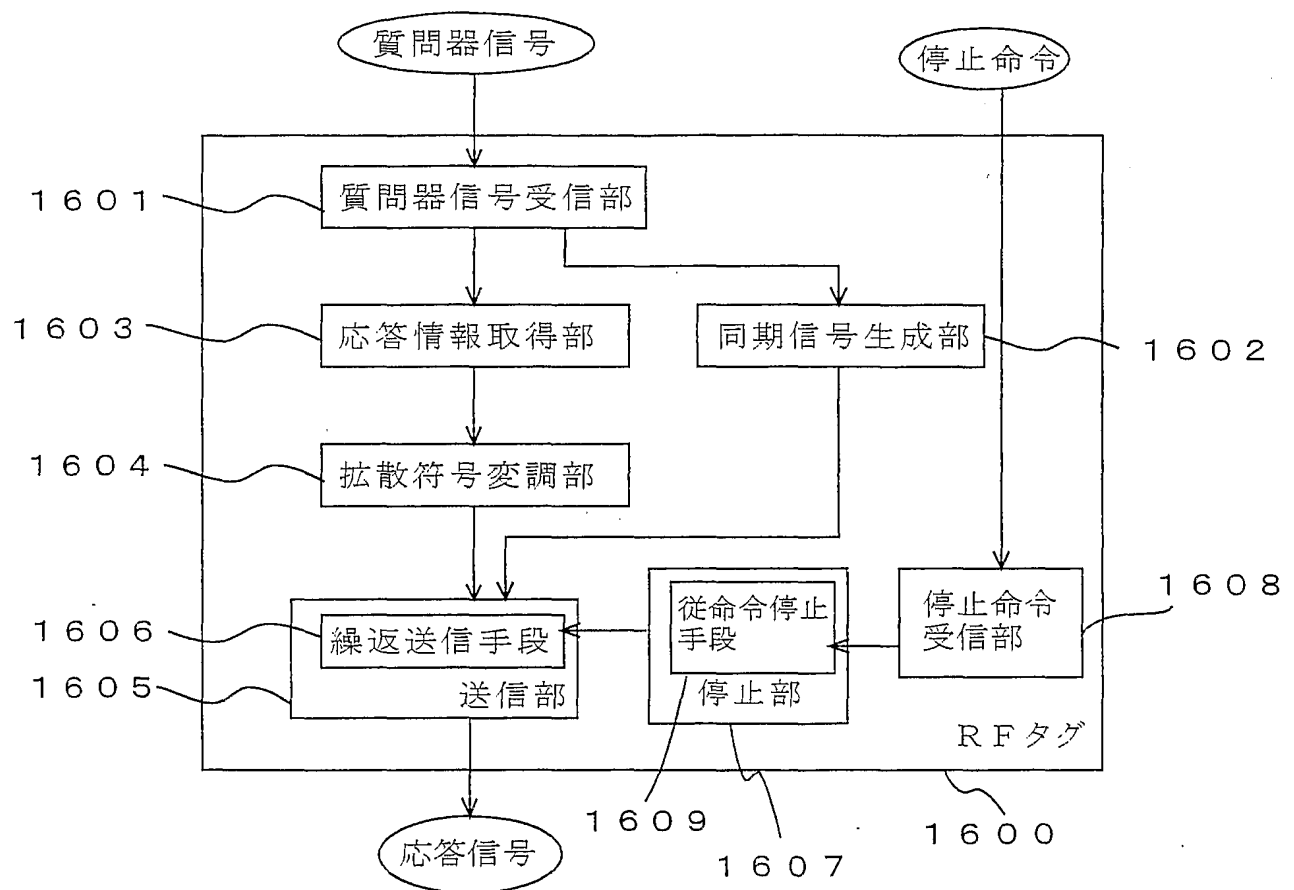 質問器信号
停止命令
1601
質問器信号受信部
1603
応答情報取得部
同期信号生成部
1602
1604
拡散符号変調部
1606
繰返送信手段
従命令停止
手段
停止命令
受信部
1608
1605
送信部
停止部
RFタグ
1609
1607
1600
応答信号